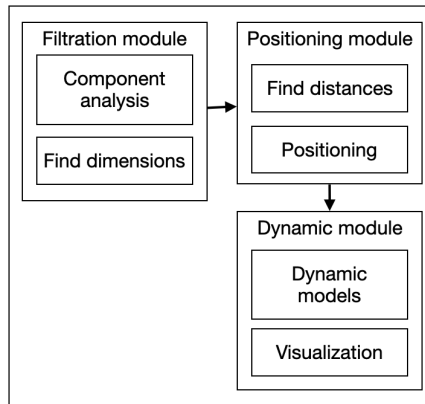 Filtration module
Component
analysis
Find dimensions
Positioning module
Find distances
Positioning
Dynamic module
Dynamic
models
Visualization